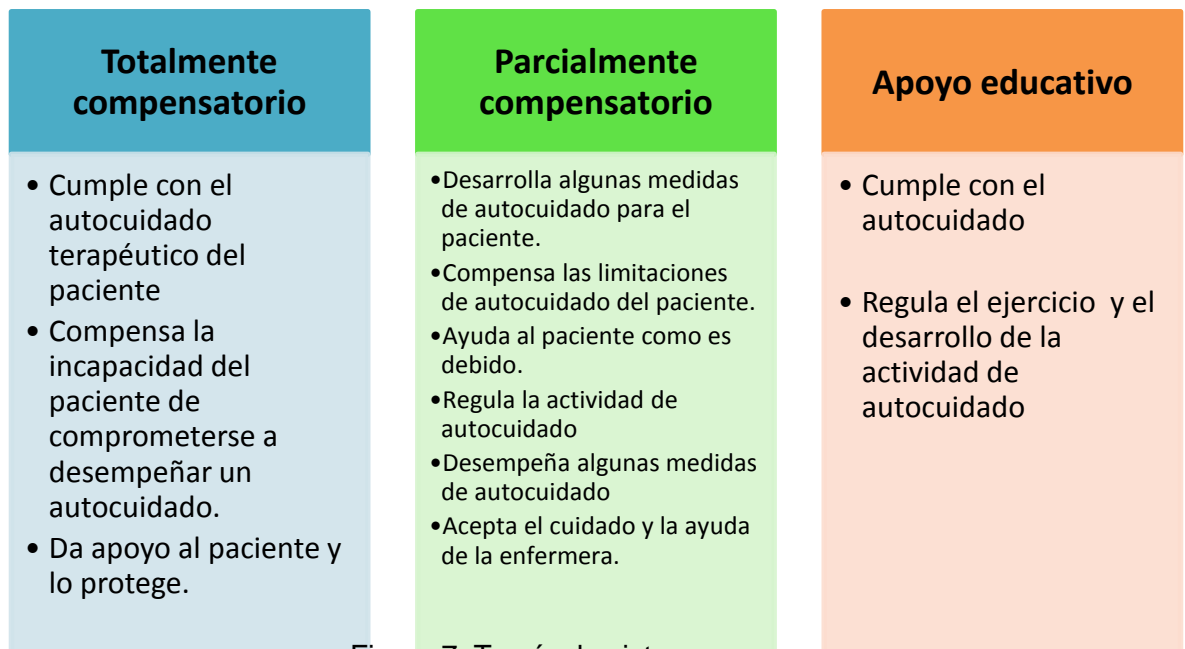 Totalmente
compensatorio
• Cumple con el
autocuidado
terapéutico del
paciente
• Compensa la
incapacidad del
paciente de
comprometerse a
desempeñar un
autocuidado.
• Da apoyo al paciente y
lo protege.
Parcialmente
compensatorio
•Desarrolla algunas medidas
de autocuidado para el
paciente.
•Compensa las limitaciones
de autocuidado del paciente.
•Ayuda al paciente como es
debido.
•Regula la actividad de
autocuidado
•Desempeña algunas medidas
de autocuidado
•Acepta el cuidado y la ayuda
de la enfermera.
Apoyo educativo
• Cumple con el
autocuidado
• Regula el ejercicio y el
desarrollo de la
actividad de
autocuidado